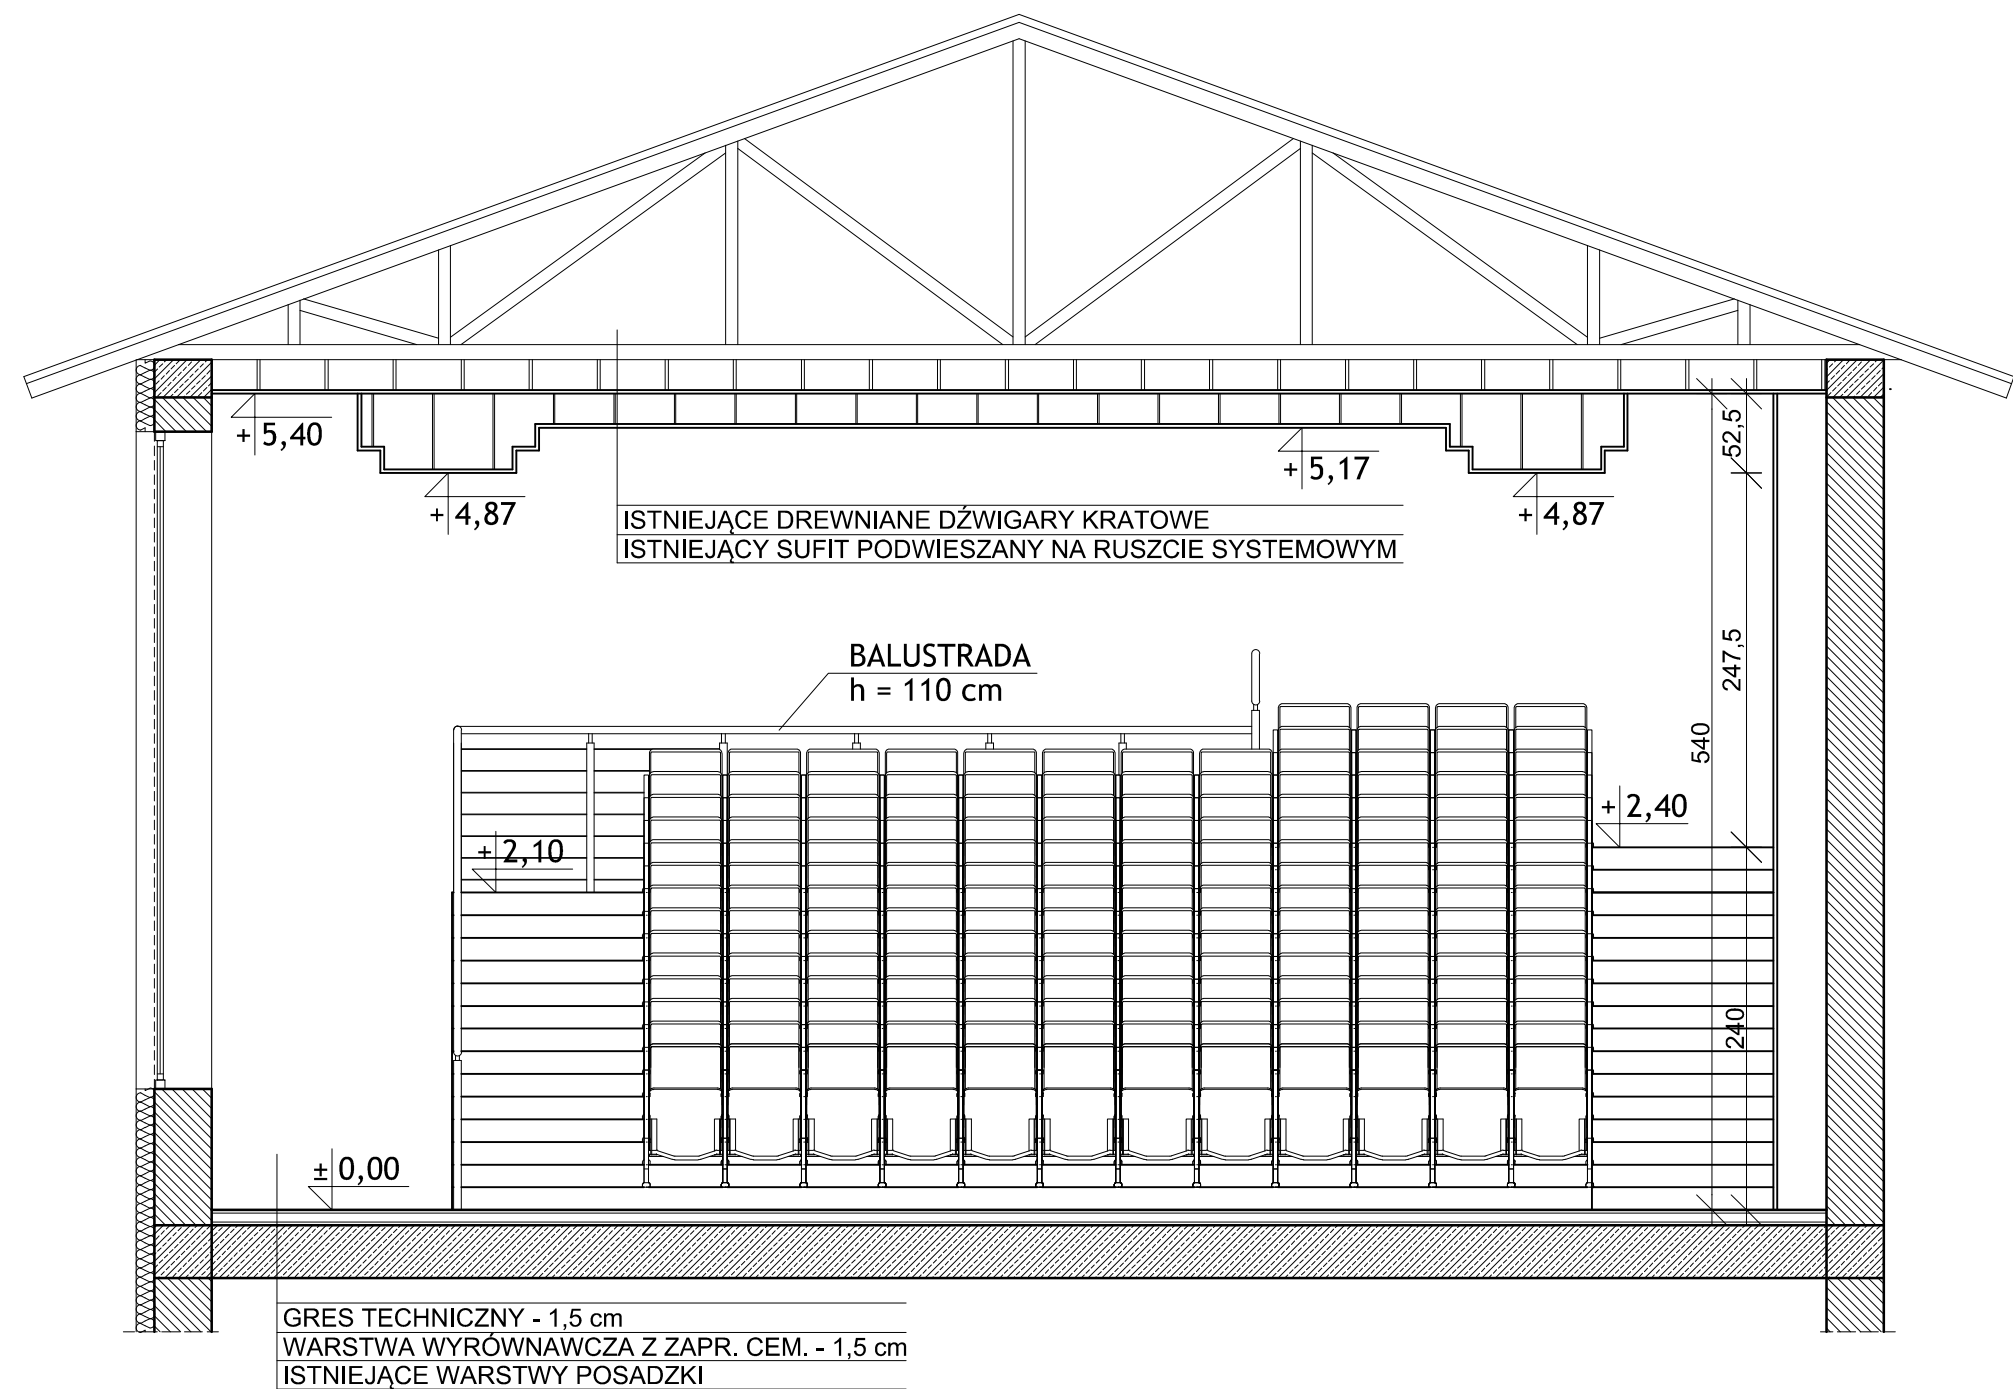 + 5,40
52,5
+ 5,17
+ 4,87
+ 4,87
ISTNIEJĄCE DREWNIANE DŹWIGARY KRATOWE
ISTNIEJĄCY SUFIT PODWIESZANY NA RUSZCIE SYSTEMOWYM
BALUSTRADA
h = 110 cm
247,5
540
+ 2,40
+ 2,10
240
± 0,00
GRES TECHNICZNY - 1,5 cm
WARSTWA WYRÓWNAWCZA Z ZAPR. CEM. - 1,5 cm
ISTNIEJĄCE WARSTWY POSADZKI